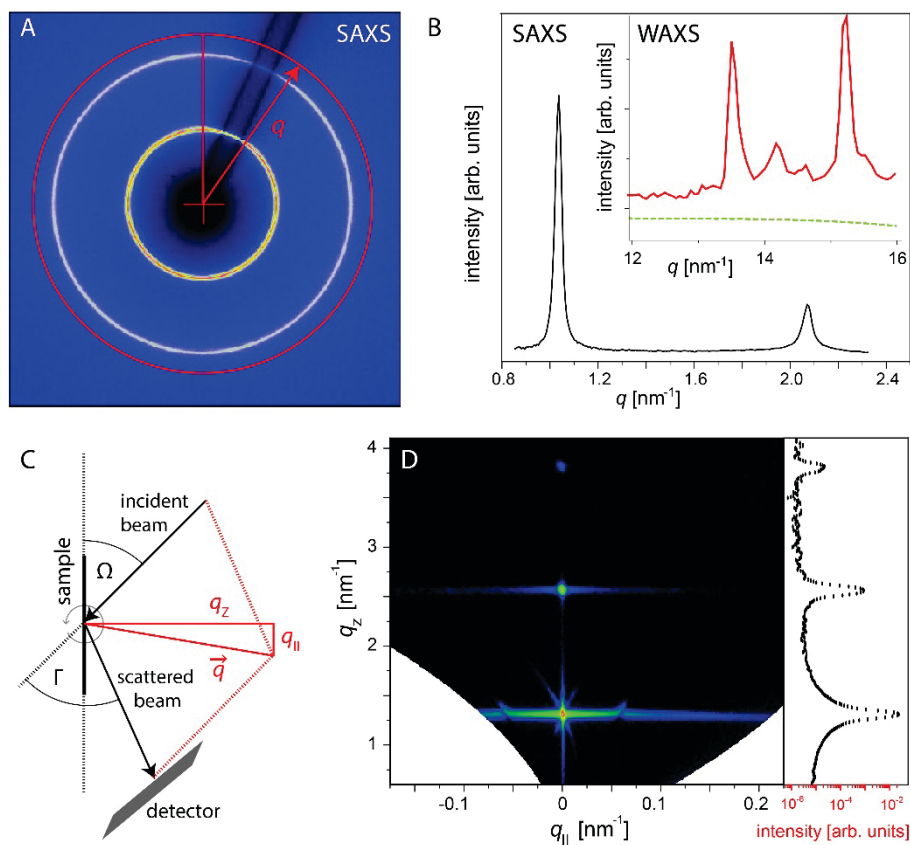 A
SAXS
q
B
SAXS
WAXS
intensity [arb. units]
intensity [arb. units]
12
14
16
q [nm⁻¹]
0.8
1.2
1.6
2.0
2.4
q [nm⁻¹]
C
incident
beam
sample
Ω
q_z
q_II
q⃗
Γ
scattered
beam
detector
D
4
3
2
1
q_z [nm⁻¹]
-0.1
0
0.1
0.2
q_II [nm⁻¹]
10⁻⁶
10⁻⁴
10⁻²
intensity [arb. units]